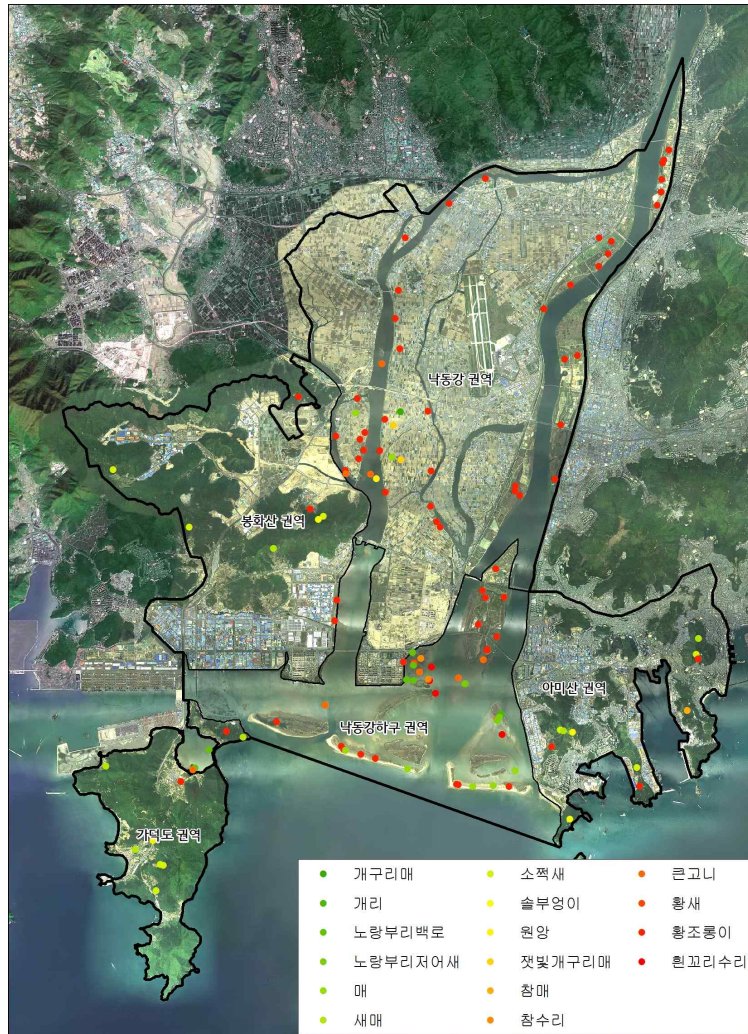 낙동강 권역
봉화산 권역
아미산 권역
낙동강하구 권역
가덕도 권역
개구리매
개리
노랑부리백로
노랑부리저어새
매
새매
소쩍새
솔부엉이
원앙
잿빛개구리매
참매
참수리
큰고니
황새
황조롱이
흰꼬리수리